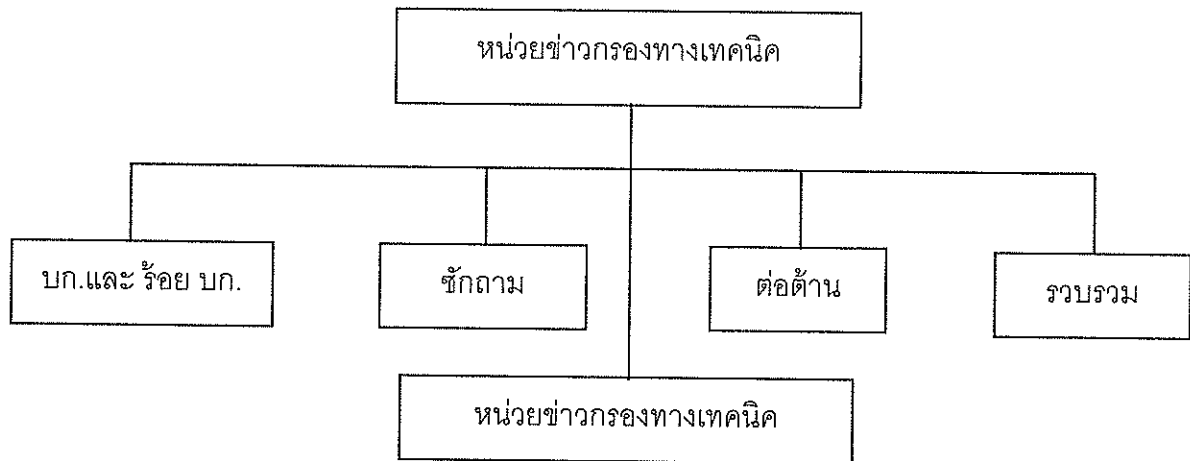 หน่วยข่าวกรองทางเทคนิค
บก.และ ร้อย บก.
ซักถาม
ต่อต้าน
รวบรวม
หน่วยข่าวกรองทางเทคนิค